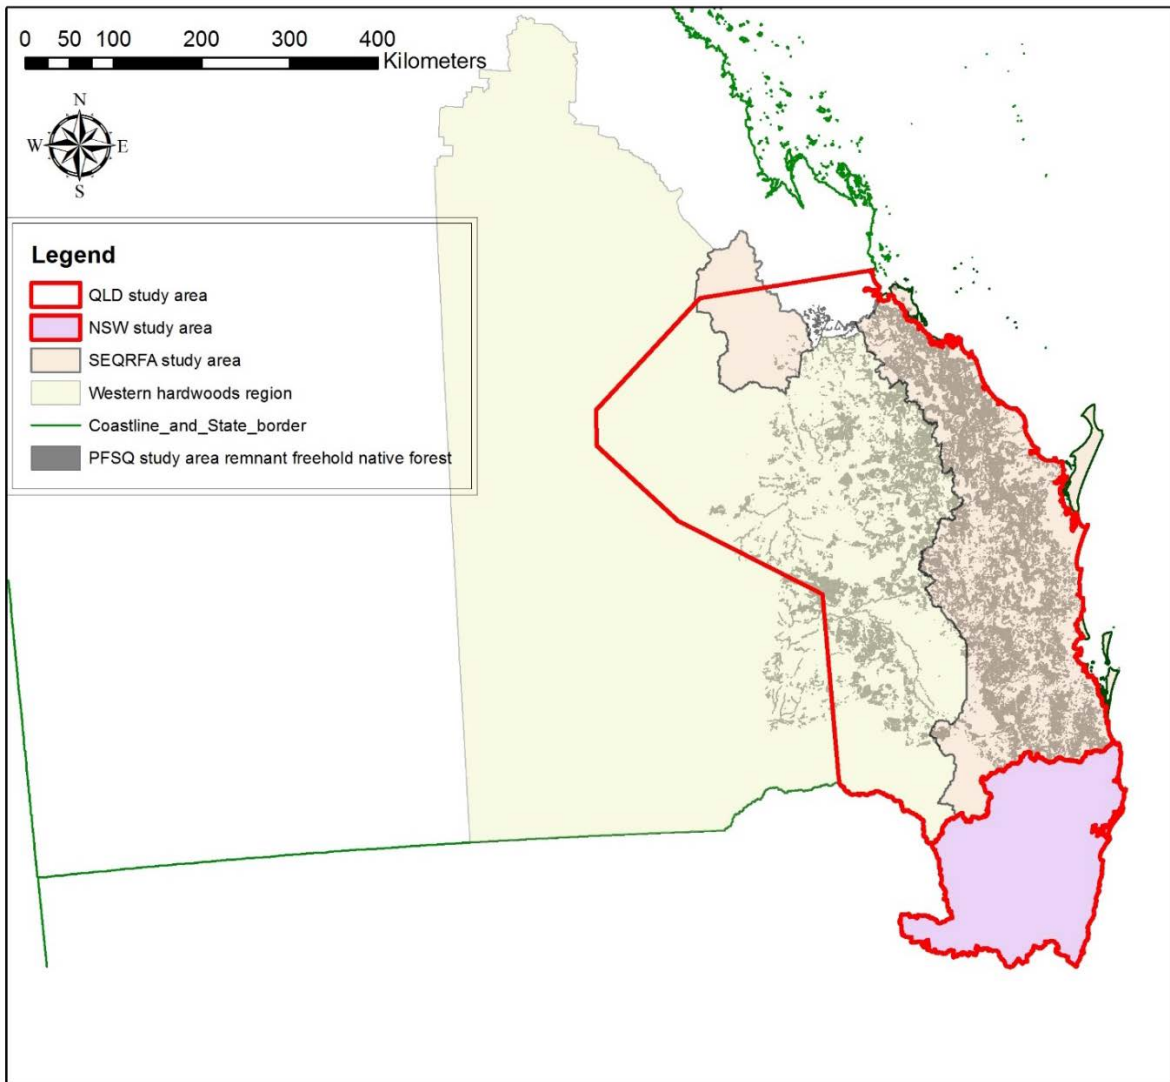 0 50 100 200 300 400
Kilometers
N
W E
S
Legend
QLD study area
NSW study area
SEQRFA study area
Western hardwoods region
Coastline_and_State_border
PFSQ study area remnant freehold native forest